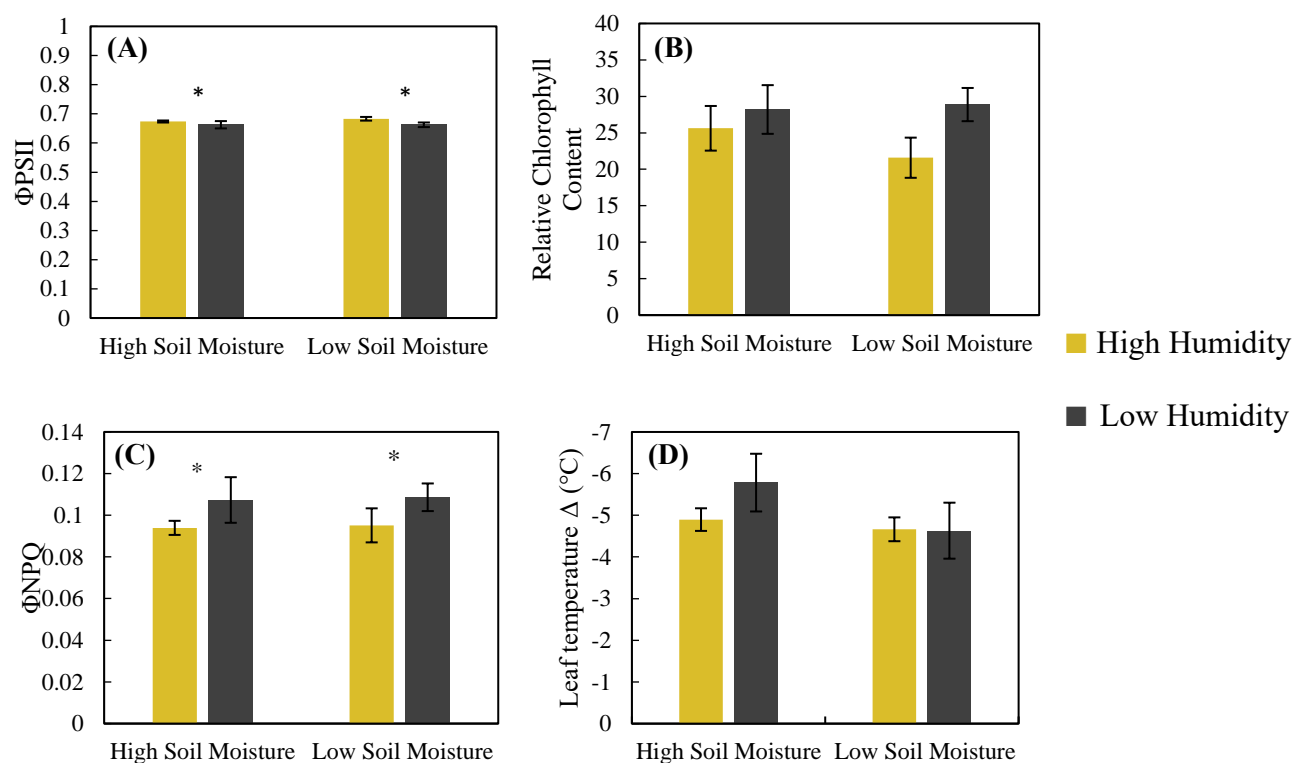 (A)
ΦPSII
1
0.9
0.8
0.7
0.6
0.5
0.4
0.3
0.2
0.1
0
*
*
High Soil Moisture
Low Soil Moisture
(B)
Relative Chlorophyll
Content
40
35
30
25
20
15
10
5
0
High Soil Moisture
Low Soil Moisture
High Humidity
Low Humidity
(C)
ΦNPQ
0.14
0.12
0.1
0.08
0.06
0.04
0.02
0
*
*
High Soil Moisture
Low Soil Moisture
(D)
Leaf temperature Δ (°C)
-7
-6
-5
-4
-3
-2
-1
0
High Soil Moisture
Low Soil Moisture